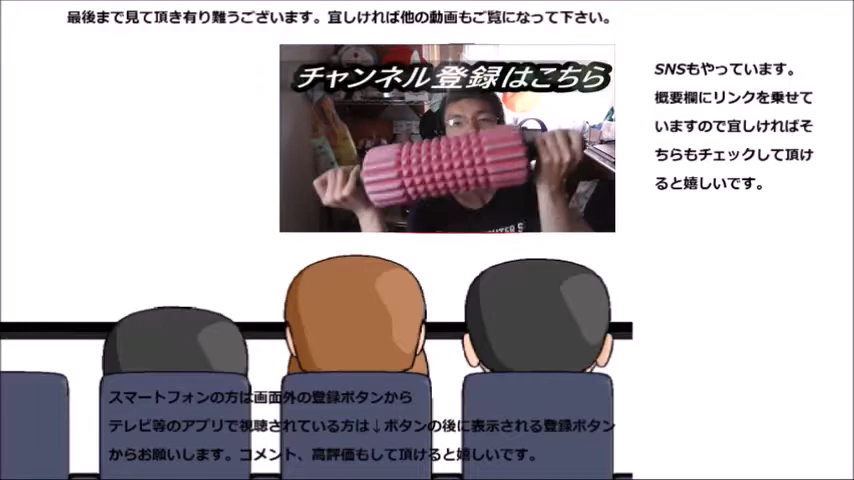 最後まで見て頂き有り難うございます。宜しければ他の動画もご覧になって下さい。
チャンネル登録はこちら
SNSもやっています。
概要欄にリンクを乗せて
いますので宜しければそ
ちらもチェックして頂け
ると嬉しいです。
スマートフォンの方は画面外の登録ボタンから
テレビ等のアプリで視聴されている方は↓ボタンの後に表示される登録ボタン
からお願いします。コメント、高評価もして頂けると嬉しいです。